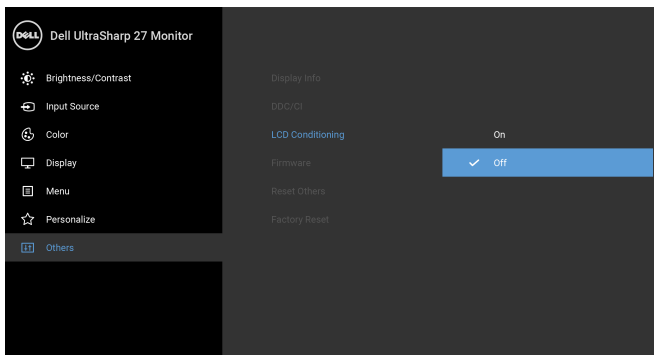 DELL Dell UltraSharp 27 Monitor
Brightness/Contrast
Input Source
Color
Display
Menu
Personalize
Others
Display Info
DDC/CI
LCD Conditioning
Firmware
Reset Others
Factory Reset
On
Off